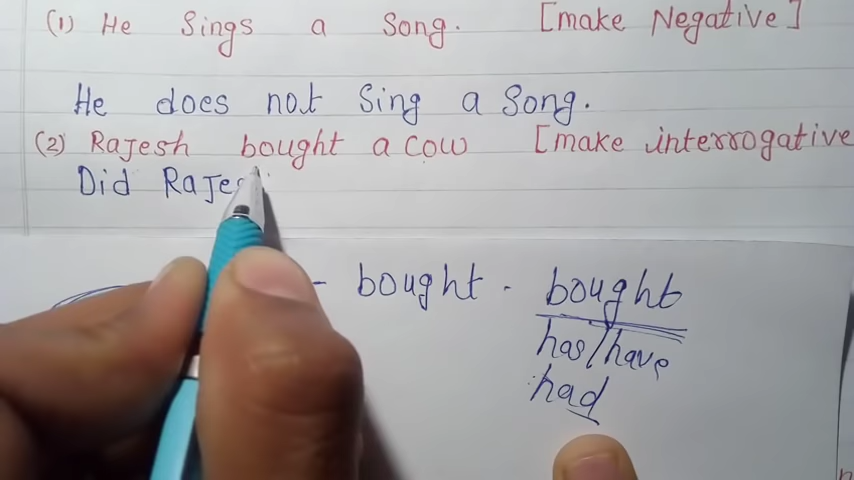 (1) He Sings a Song. [make Negative]
He does not Sing a Song.
(2) Rajesh bought a cow [make interrogative
Did Rajes
- bought - bought
has/have
had